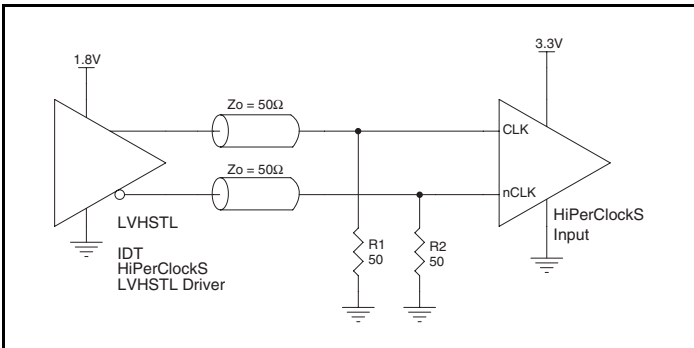 1.8V
3.3V
Zo = 50Ω
CLK
Zo = 50Ω
nCLK
LVHSTL
IDT
HiPerClockS
LVHSTL Driver
R1
50
R2
50
HiPerClockS
Input